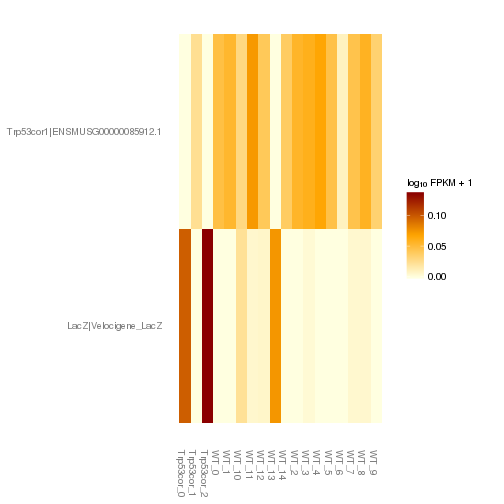 Trp53cor1|ENSMUSG00000085912.1
LacZ|Velocigene_LacZ
log10 FPKM + 1
0.10
0.05
0.00
Trp53cor_0
Trp53cor_1
Trp53cor_2
WT_0
WT_1
WT_10
WT_11
WT_12
WT_13
WT_14
WT_2
WT_3
WT_4
WT_5
WT_6
WT_7
WT_8
WT_9